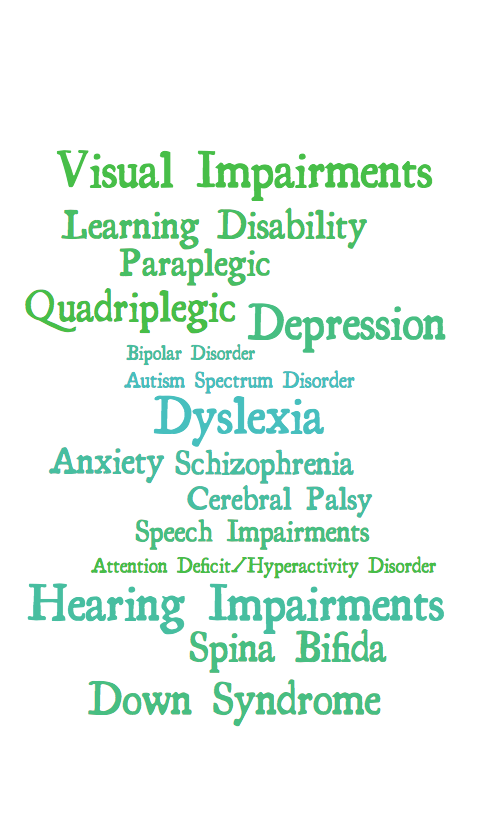 Visual Impairments
Learning Disability
Paraplegic
Quadriplegic
Depression
Bipolar Disorder
Autism Spectrum Disorder
Dyslexia
Anxiety
Schizophrenia
Cerebral Palsy
Speech Impairments
Attention Deficit/Hyperactivity Disorder
Hearing Impairments
Spina Bifida
Down Syndrome